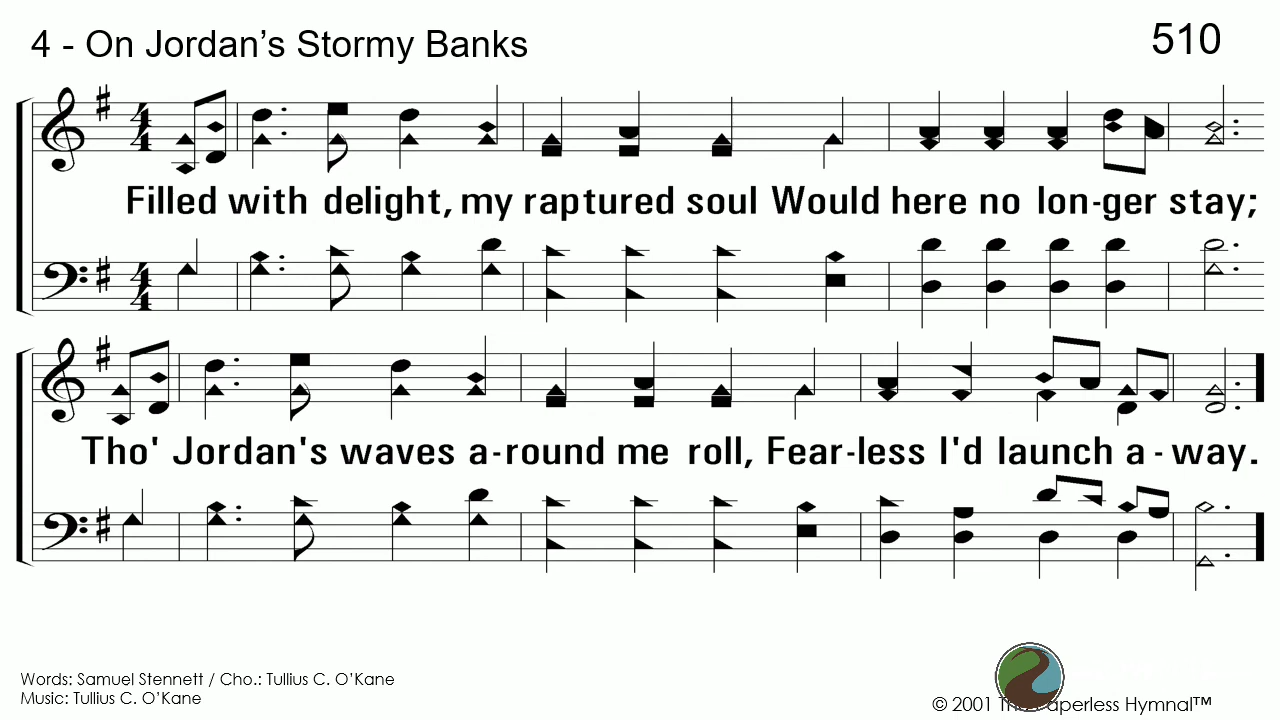 4 - On Jordan's Stormy Banks
510
Filled with delight, my raptured soul Would here no lon-ger stay;
Tho' Jordan's waves a-round me roll, Fear-less I'd launch a-way.
Words: Samuel Stennett / Cho.: Tullius C. O'Kane
Music: Tullius C. O'Kane
© 2001 The Paperless Hymnal™